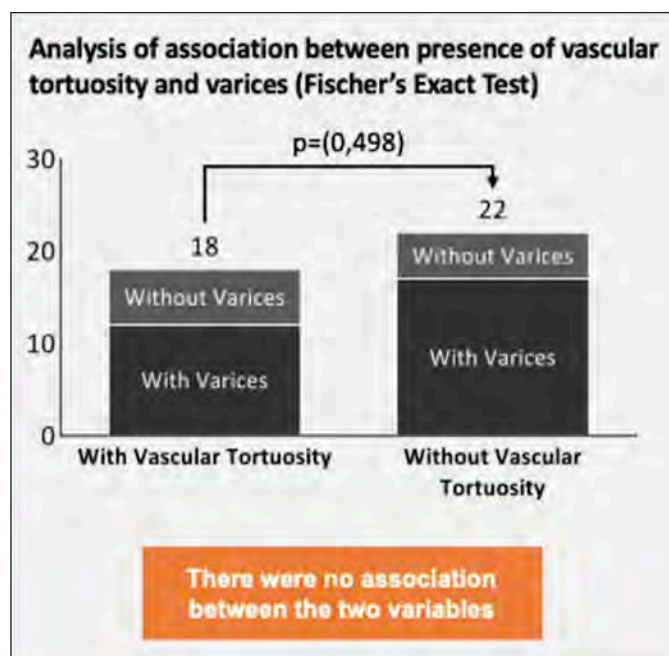 Analysis of association between presence of vascular
tortuosity and varices (Fischer's Exact Test)
p=(0,498)
30
22
18
20
Without Varices
Without Varices
10
With Varices
With Varices
0
With Vascular Tortuosity
Without Vascular
Tortuosity
There were no association
between the two variables